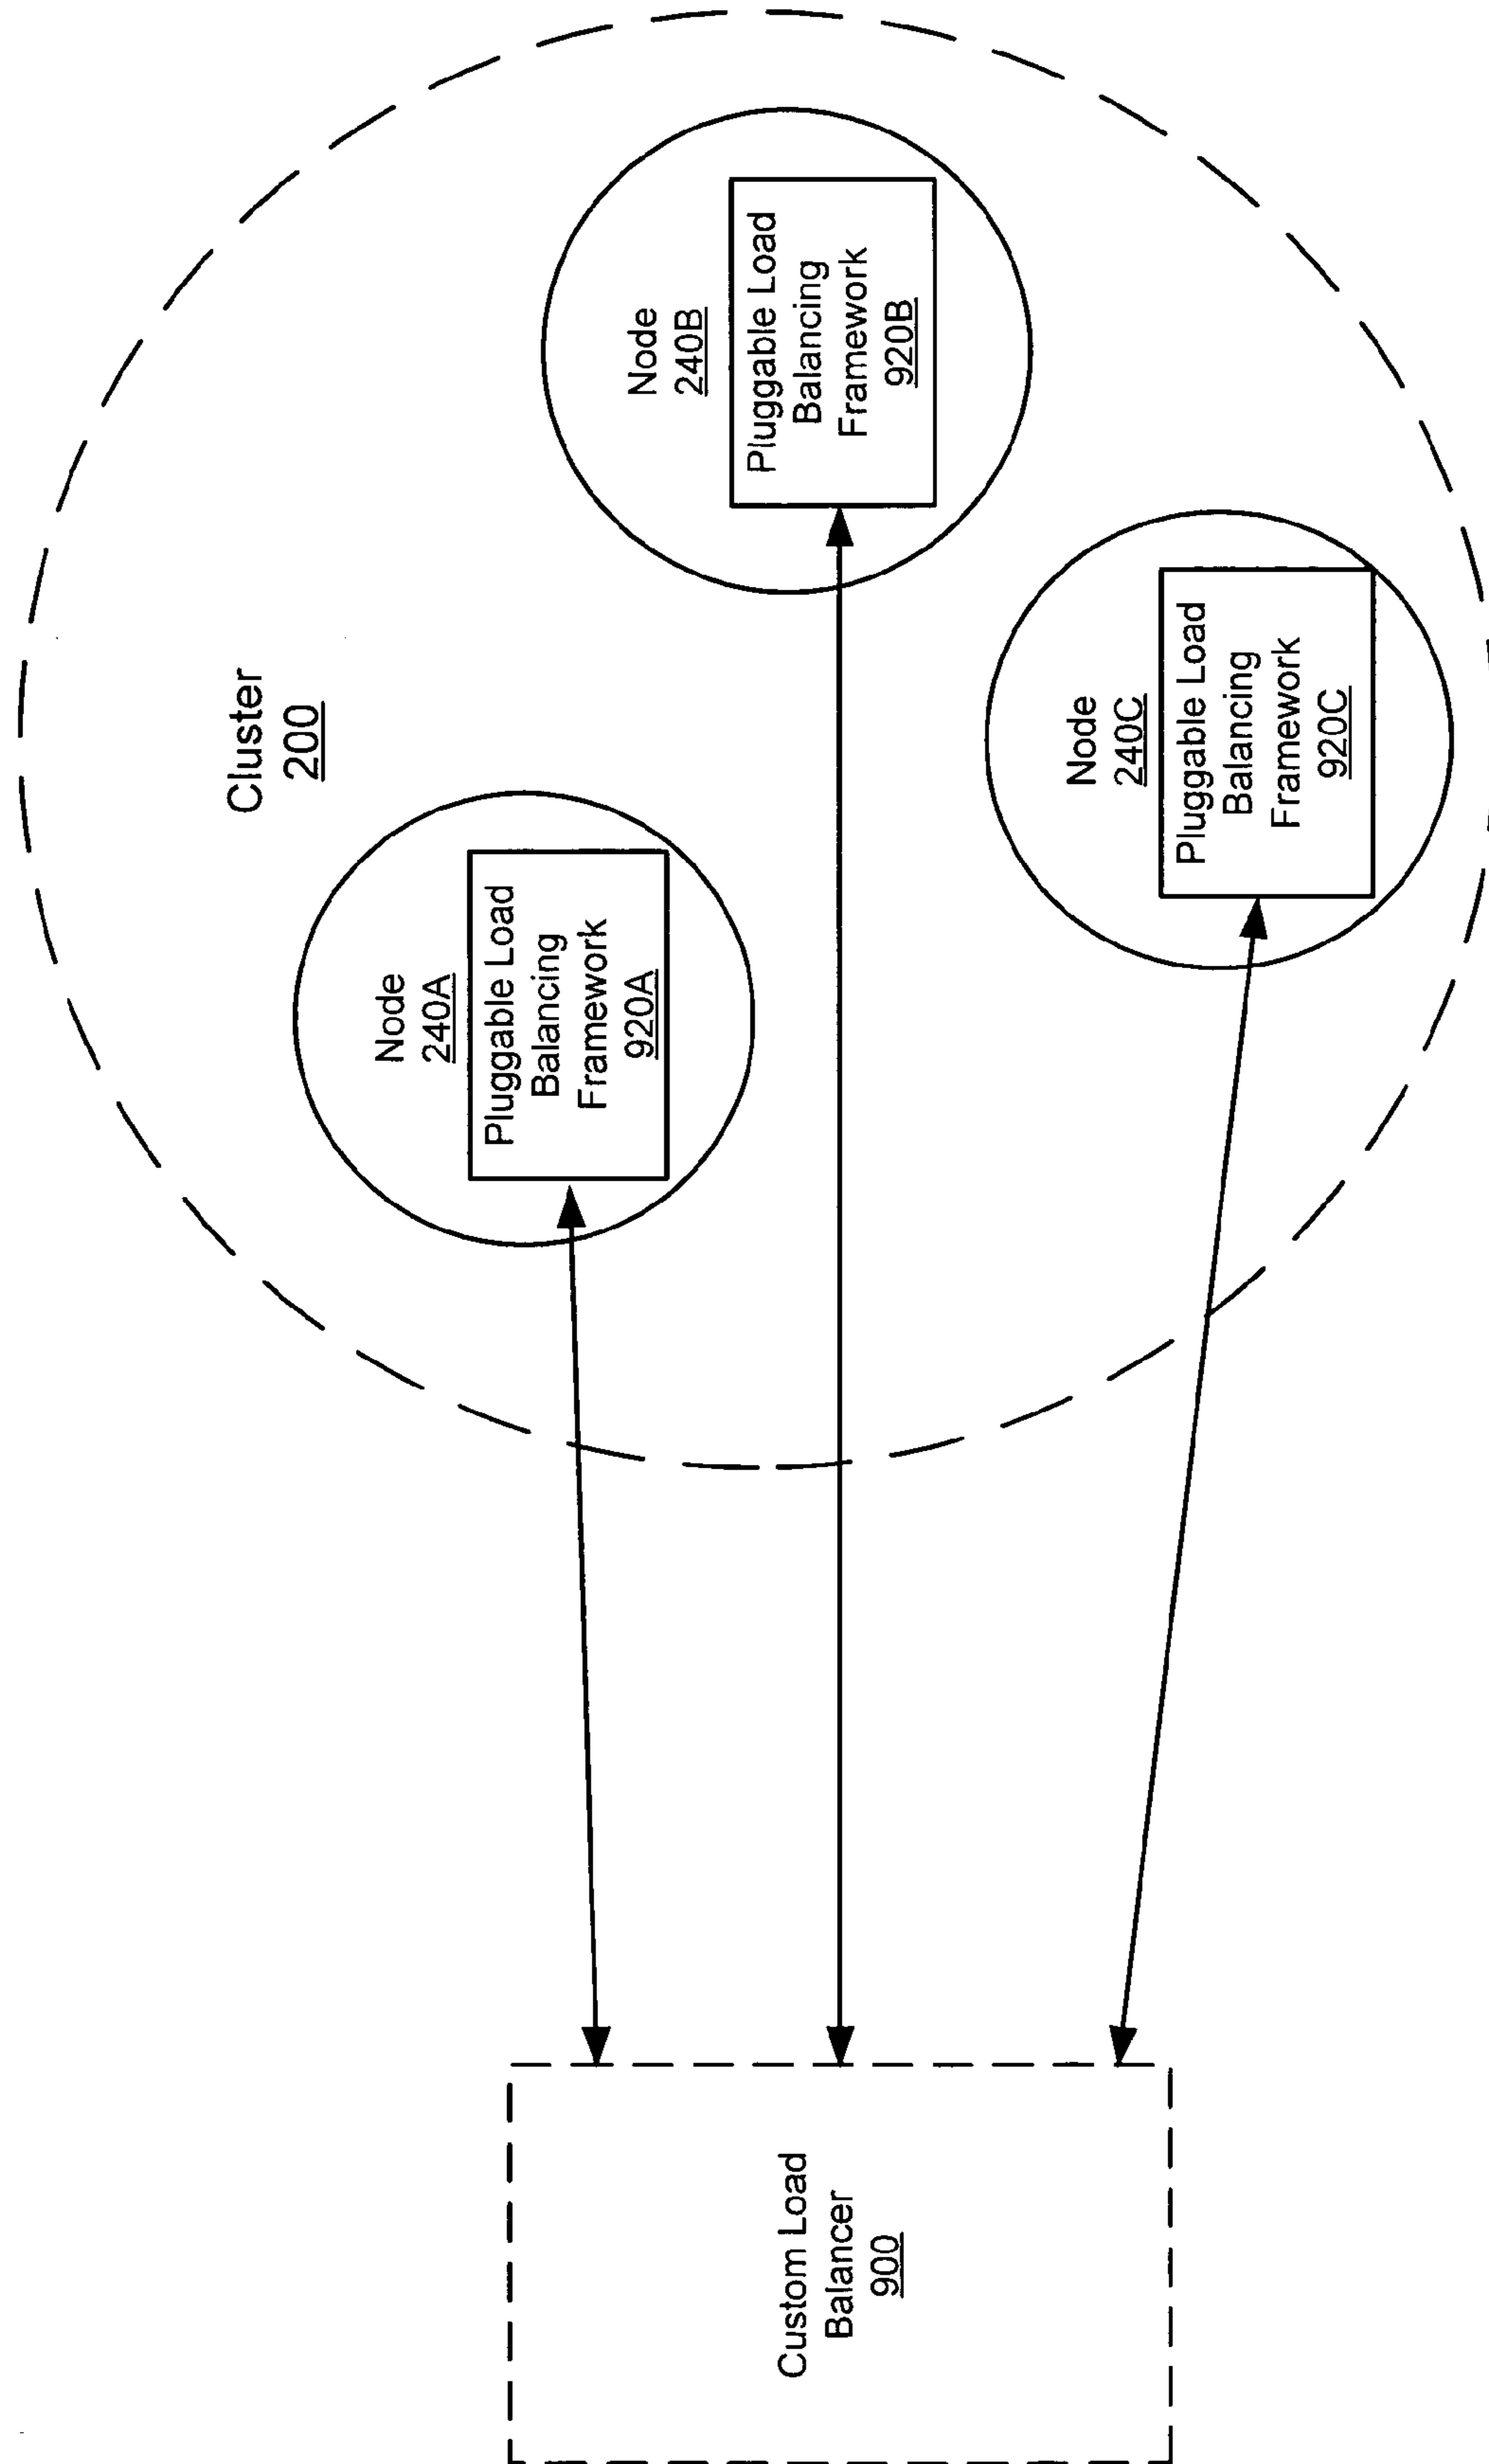 Cluster
200
Node
240A
Pluggable Load
Balancing
Framework
920A
Node
240B
Pluggable Load
Balancing
Framework
920B
Custom Load
Balancer
900
Node
240C
Pluggable Load
Balancing
Framework
920C